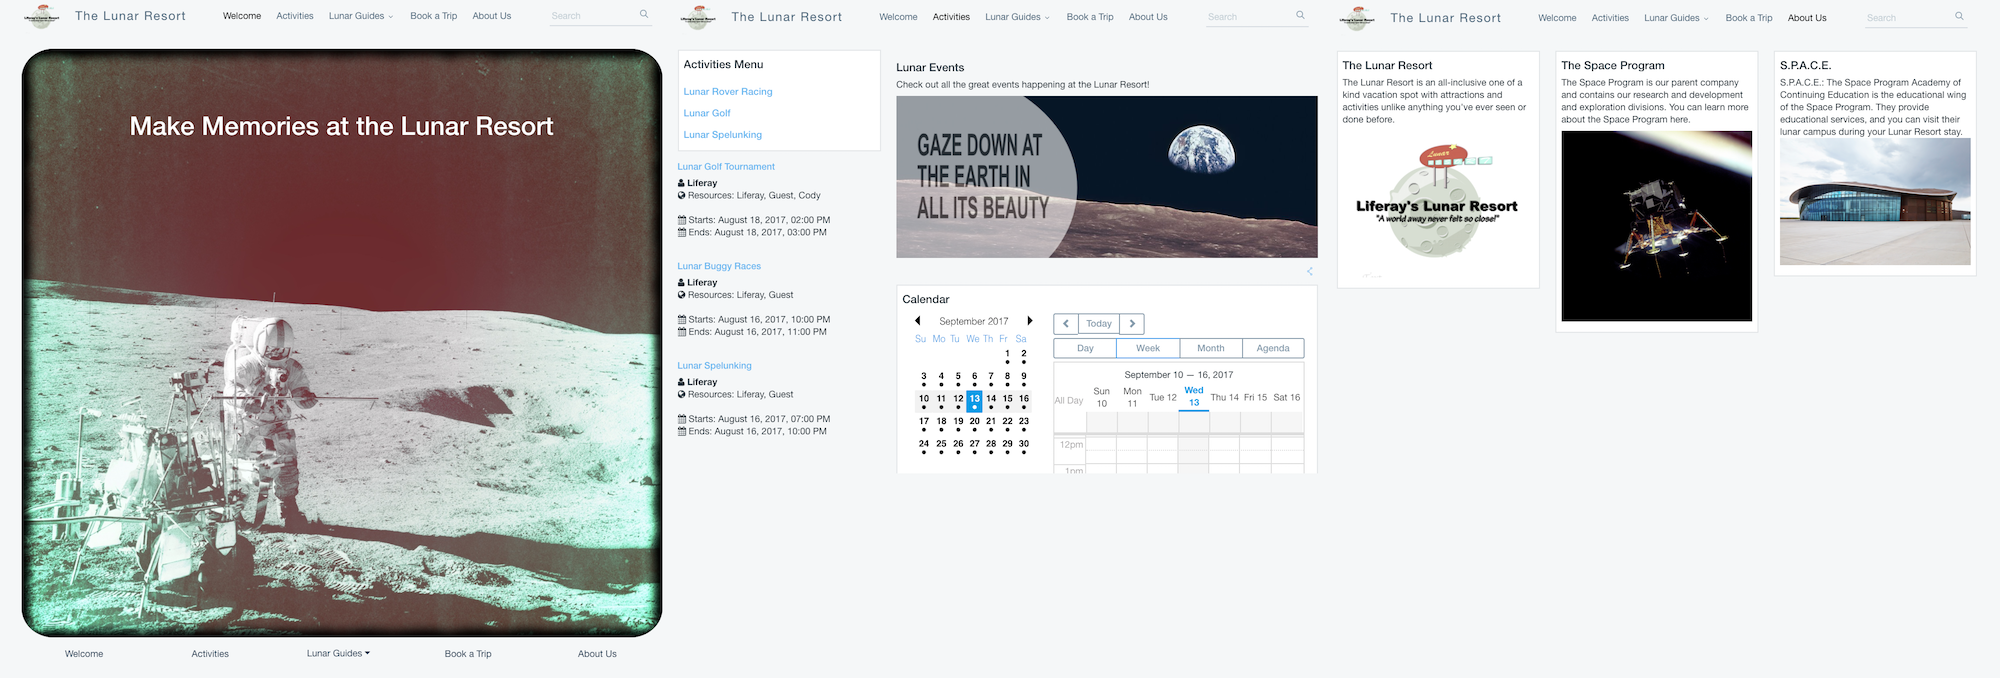 The Lunar Resort
Welcome
Activities
Lunar Guides
Book a Trip
About Us
Search
Make Memories at the Lunar Resort
Welcome
Activities
Lunar Guides
Book a Trip
About Us
The Lunar Resort
Welcome
Activities
Lunar Guides
Book a Trip
About Us
Search
Activities Menu
Lunar Rover Racing
Lunar Golf
Lunar Spelunking
Lunar Golf Tournament
Liferay
Resources: Liferay, Guest, Cody
Starts: August 18, 2017, 02:00 PM
Ends: August 18, 2017, 03:00 PM
Lunar Buggy Races
Liferay
Resources: Liferay, Guest
Starts: August 16, 2017, 10:00 PM
Ends: August 16, 2017, 11:00 PM
Lunar Spelunking
Liferay
Resources: Liferay, Guest
Starts: August 16, 2017, 07:00 PM
Ends: August 16, 2017, 10:00 PM
Lunar Events
Check out all the great events happening at the Lunar Resort!
GAZE DOWN AT
THE EARTH IN
ALL ITS BEAUTY
Calendar
September 2017
Su Mo Tu We Th Fr Sa
1 2
3 4 5 6 7 8 9
10 11 12 13 14 15 16
17 18 19 20 21 22 23
24 25 26 27 28 29 30
Today
Day Week Month Agenda
September 10 — 16, 2017
All Day
Sun 10
Mon 11
Tue 12
Wed 13
Thu 14
Fri 15
Sat 16
12pm
1pm
The Lunar Resort
Welcome
Activities
Lunar Guides
Book a Trip
About Us
Search
The Lunar Resort
The Lunar Resort is an all-inclusive one of a
kind vacation spot with attractions and
activities unlike anything you've ever seen or
done before.
Lunar
Liferay's Lunar Resort
"A world away never felt so close!"
The Space Program
The Space Program is our parent company
and contains our research and development
and exploration divisions. You can learn more
about the Space Program here.
S.P.A.C.E.
S.P.A.C.E.: The Space Program Academy of
Continuing Education is the educational wing
of the Space Program. They provide
educational services, and you can visit their
lunar campus during your Lunar Resort stay.